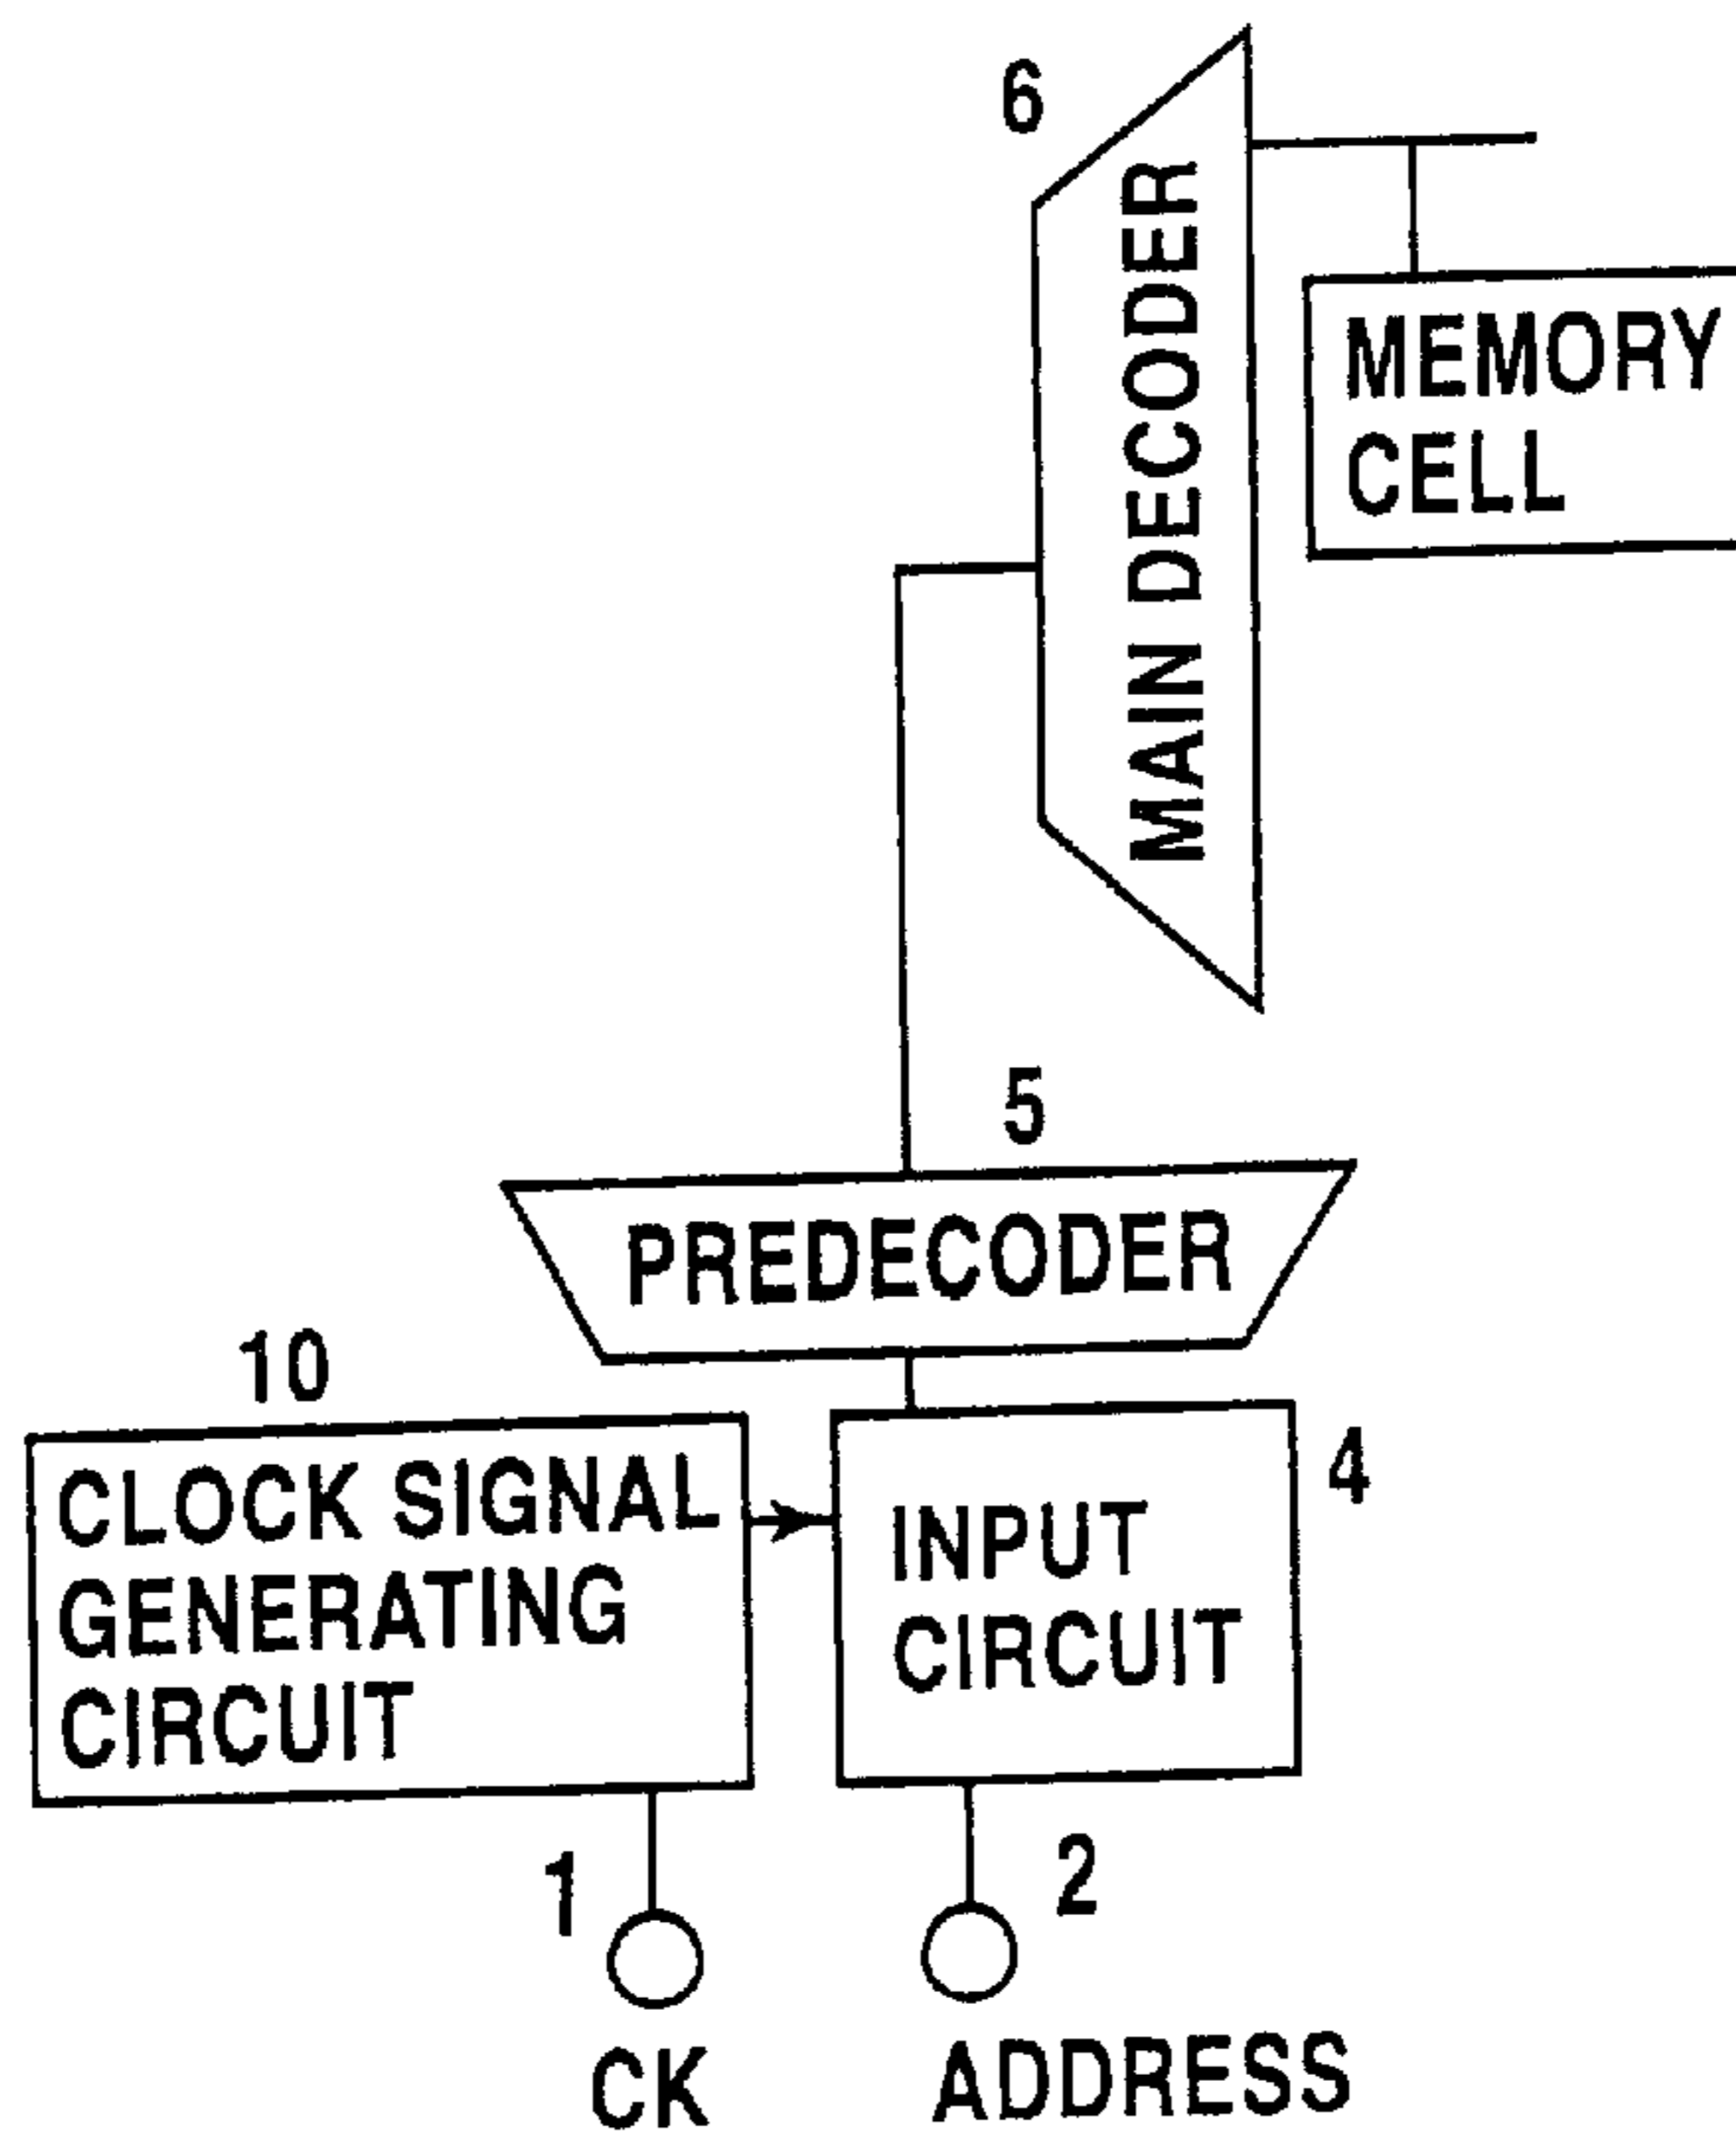 6
MAIN DECODER
MEMORY
CELL
5
PREDECODER
10
CLOCK SIGNAL
GENERATING
CIRCUIT
INPUT
CIRCUIT
4
1
2
CK
ADDRESS